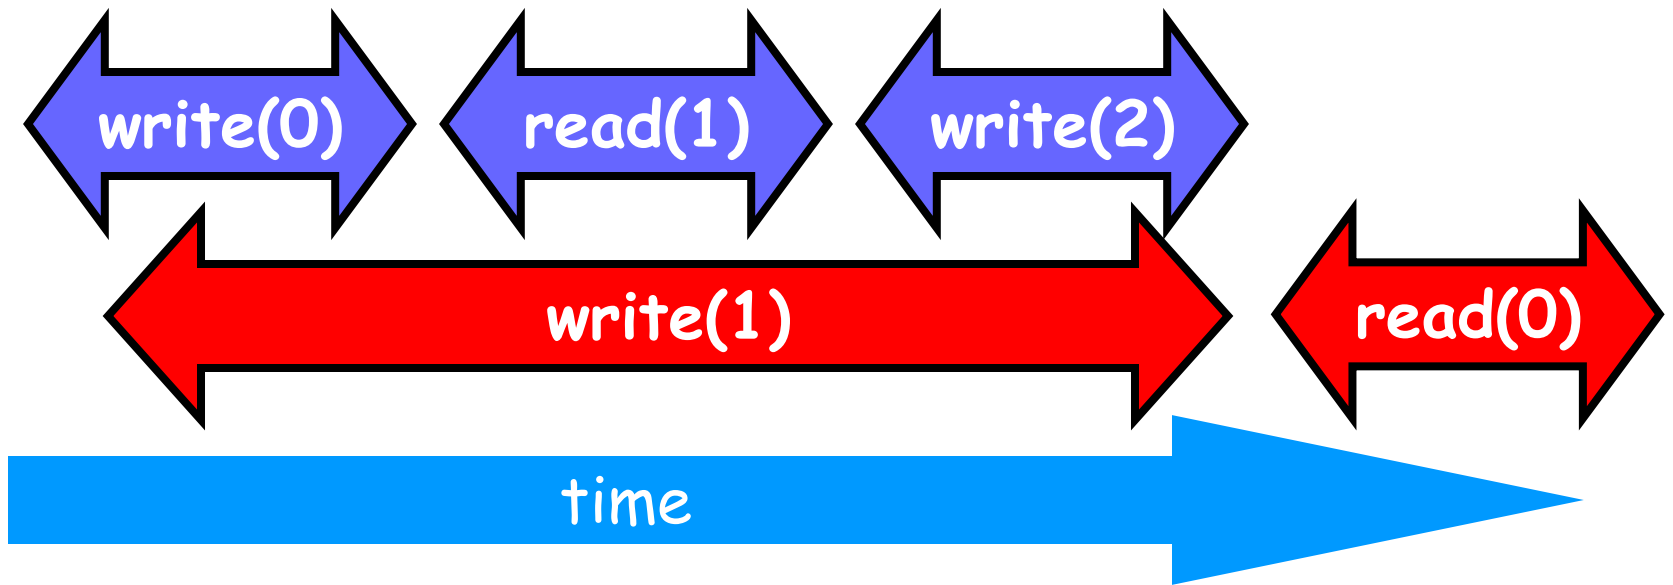 write(0) read(1) write(2)
write(1) read(0)
time